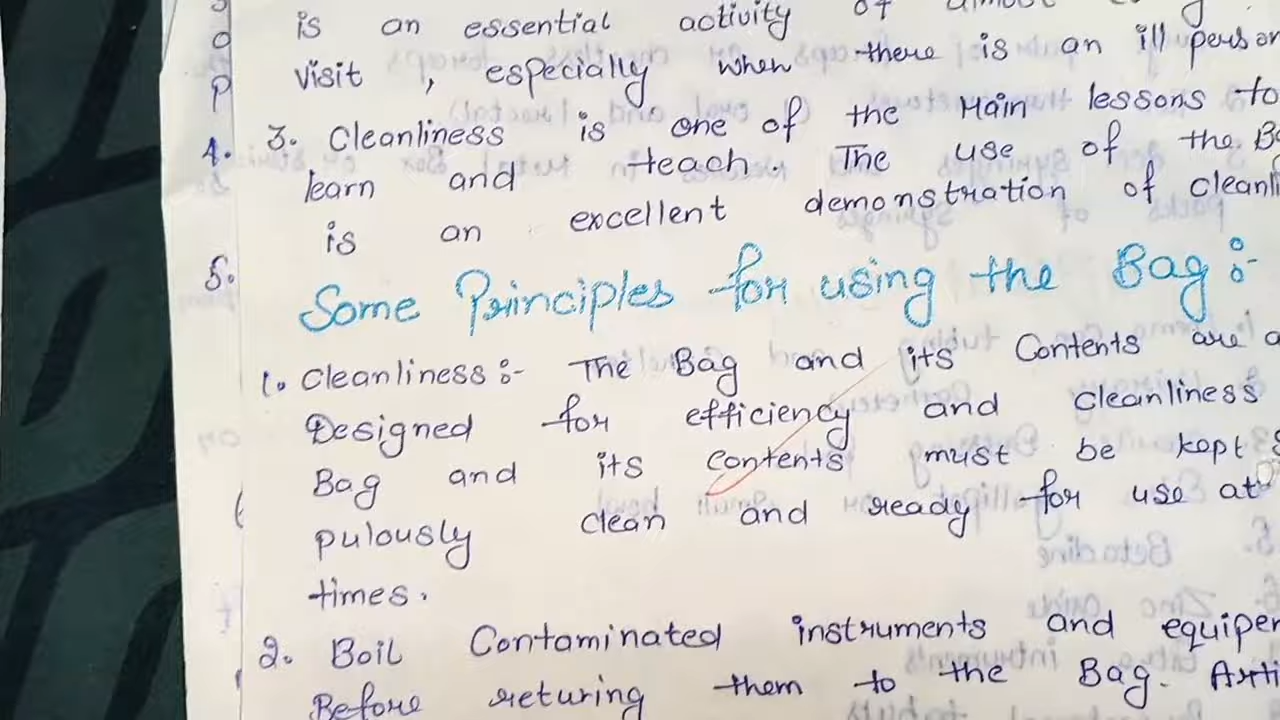 is an essential activity of
visit, especially when there is an ill person
3. Cleanliness is one of the Main lessons to
learn and teach. The use of the
is an excellent demonstration of
Some Principles for using the Bag :-
1. Cleanliness :- The Bag and its Contents are
Designed for efficiency and cleanliness
Bag and its contents must be kept
pulously clean and ready for use at
times.
2. Boil Contaminated instruments and
Before returing them to the Bag.
4.
5.